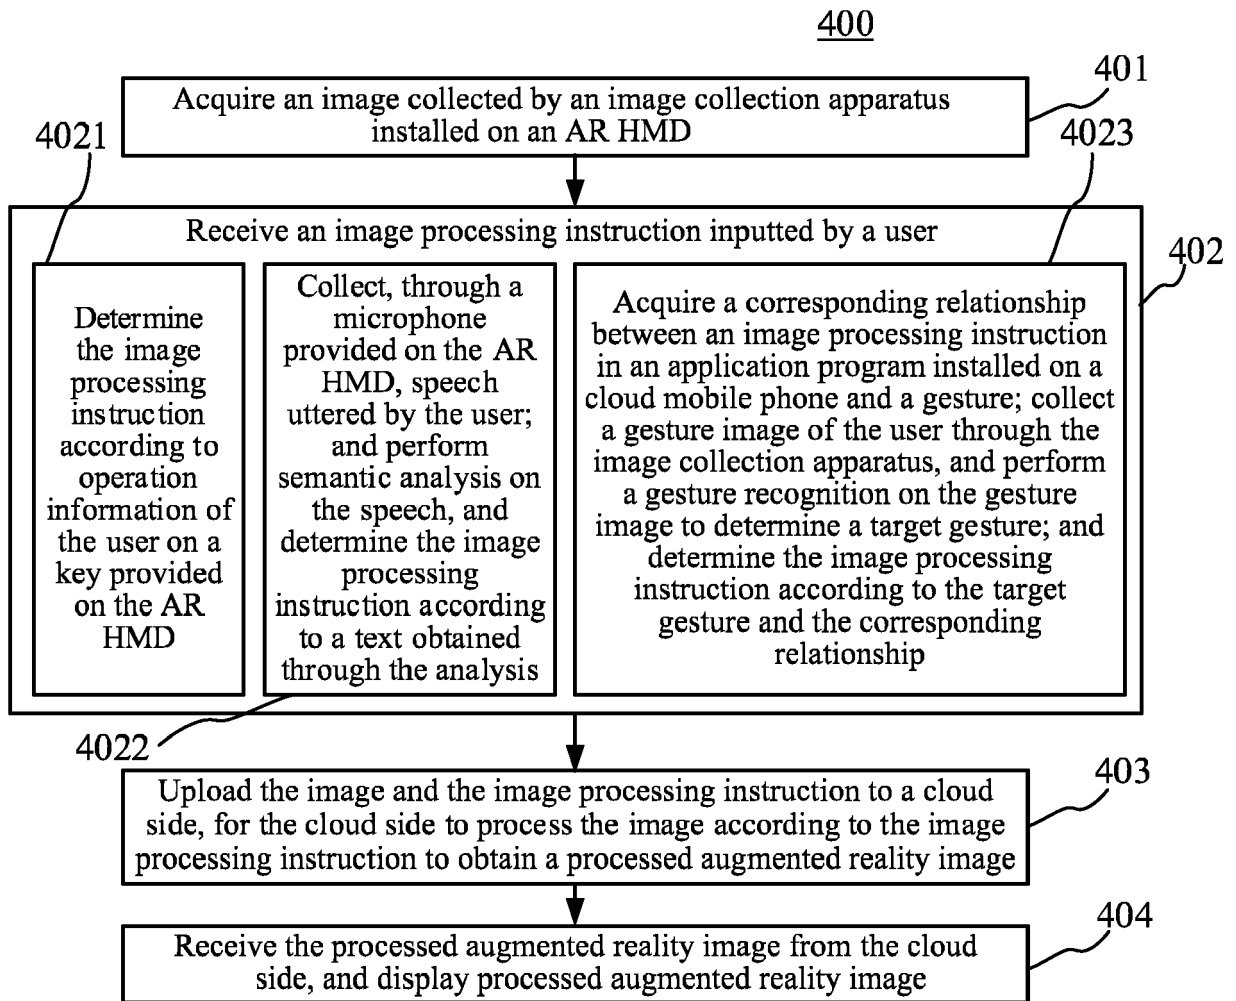 400
401
Acquire an image collected by an image collection apparatus
installed on an AR HMD
4021
4023
Receive an image processing instruction inputted by a user
402
Determine
the image
processing
instruction
according to
operation
information of
the user on a
key provided
on the AR
HMD
Collect, through a
microphone
provided on the AR
HMD, speech
uttered by the user;
and perform
semantic analysis on
the speech, and
determine the image
processing
instruction according
to a text obtained
through the analysis
Acquire a corresponding relationship
between an image processing instruction
in an application program installed on a
cloud mobile phone and a gesture; collect
a gesture image of the user through the
image collection apparatus, and perform
a gesture recognition on the gesture
image to determine a target gesture; and
determine the image processing
instruction according to the target
gesture and the corresponding
relationship
4022
403
Upload the image and the image processing instruction to a cloud
side, for the cloud side to process the image according to the image
processing instruction to obtain a processed augmented reality image
404
Receive the processed augmented reality image from the cloud
side, and display processed augmented reality image